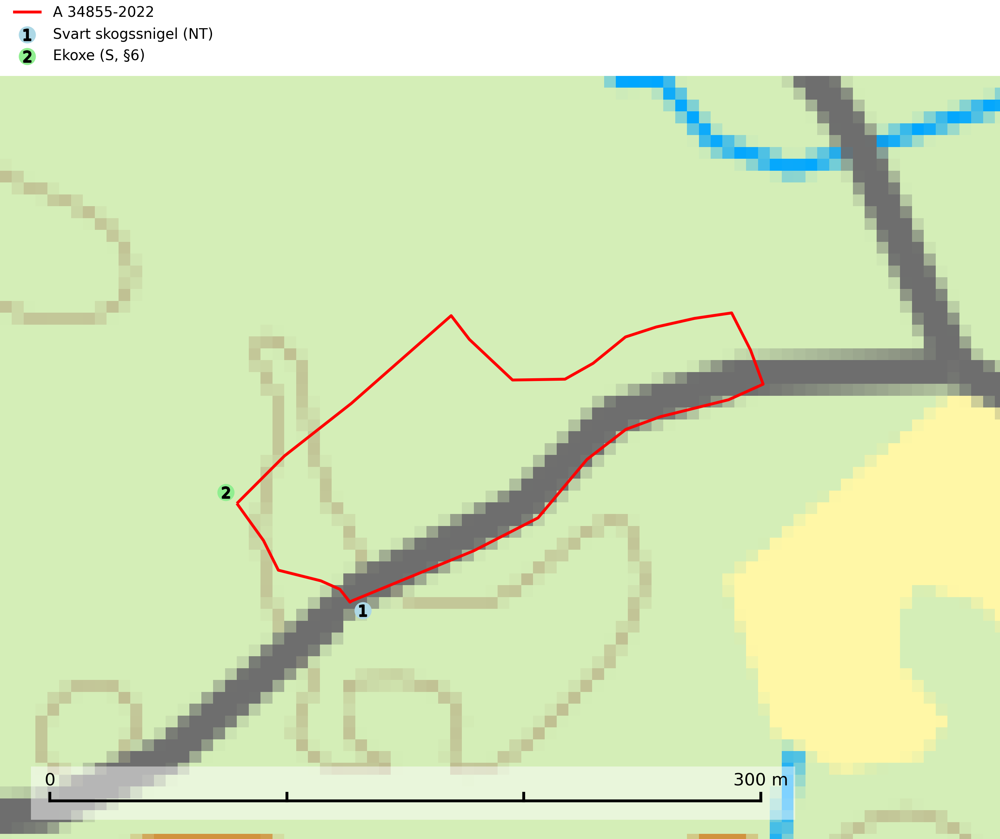 A 34855-2022
1 Svart skogssnigel (NT)
2 Ekoxe (S, §6)
2
1
0 300 m